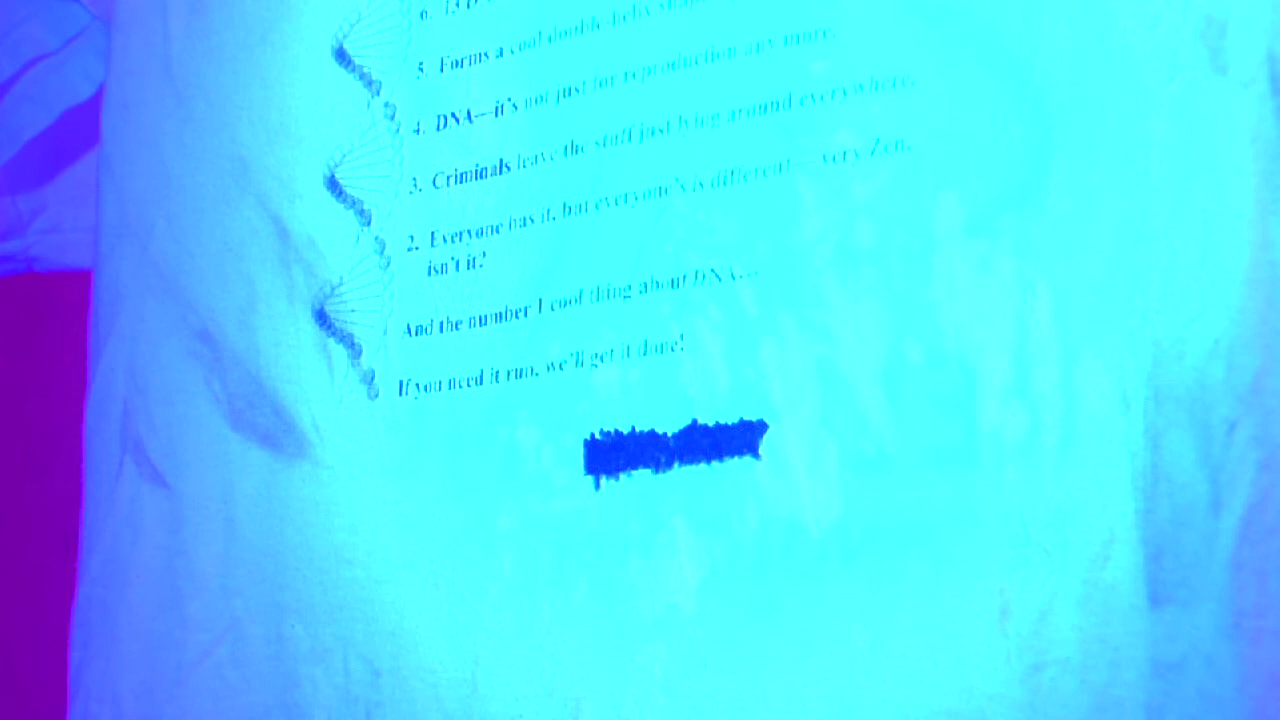 6. 13
5. Forms a cool double-helix shape
4. DNA—it's not just for reproduction any more.
3. Criminals leave the stuff just lying around everywhere.
2. Everyone has it, but everyone's is different—very Zen,
isn't it?
And the number 1 cool thing about DNA...
If you need it run, we'll get it done!